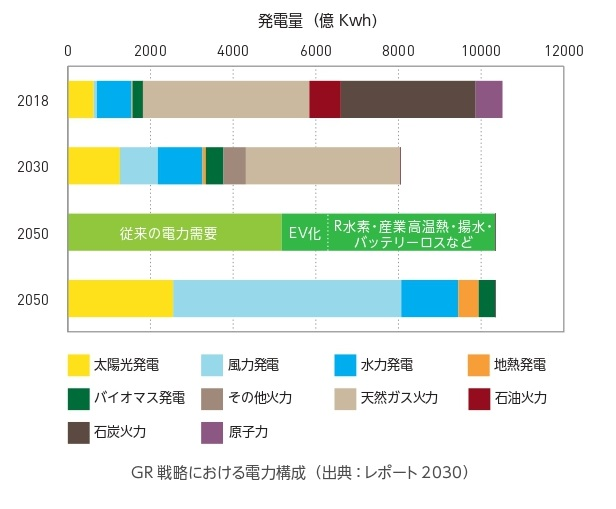 発電量（億 Kwh）
0 2000 4000 6000 8000 10000 12000
2018
2030
2050
従来の電力需要
EV化
R水素・産業高温熱・揚水・
バッテリーロスなど
2050
太陽光発電 風力発電 水力発電 地熱発電
バイオマス発電 その他火力 天然ガス火力 石油火力
石炭火力 原子力
GR 戦略における電力構成（出典：レポート 2030）